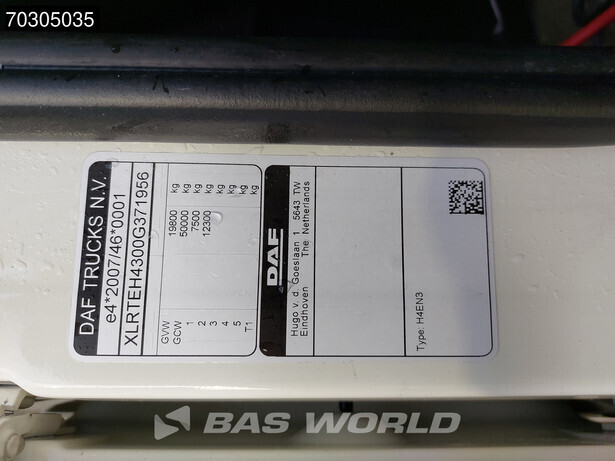 70305035
DAF TRUCKS N.V.
e4*2007/46*0001
XLRTEH4300G371956
GVW 19800 kg
GCW 50000 kg
1 7500 kg
2 12300 kg
3 kg
4 kg
5 kg
T1 kg
DAF
Hugo v. d. Goeslaan 1 5643 TW
Eindhoven The Netherlands
Type: H4EN3
BAS WORLD